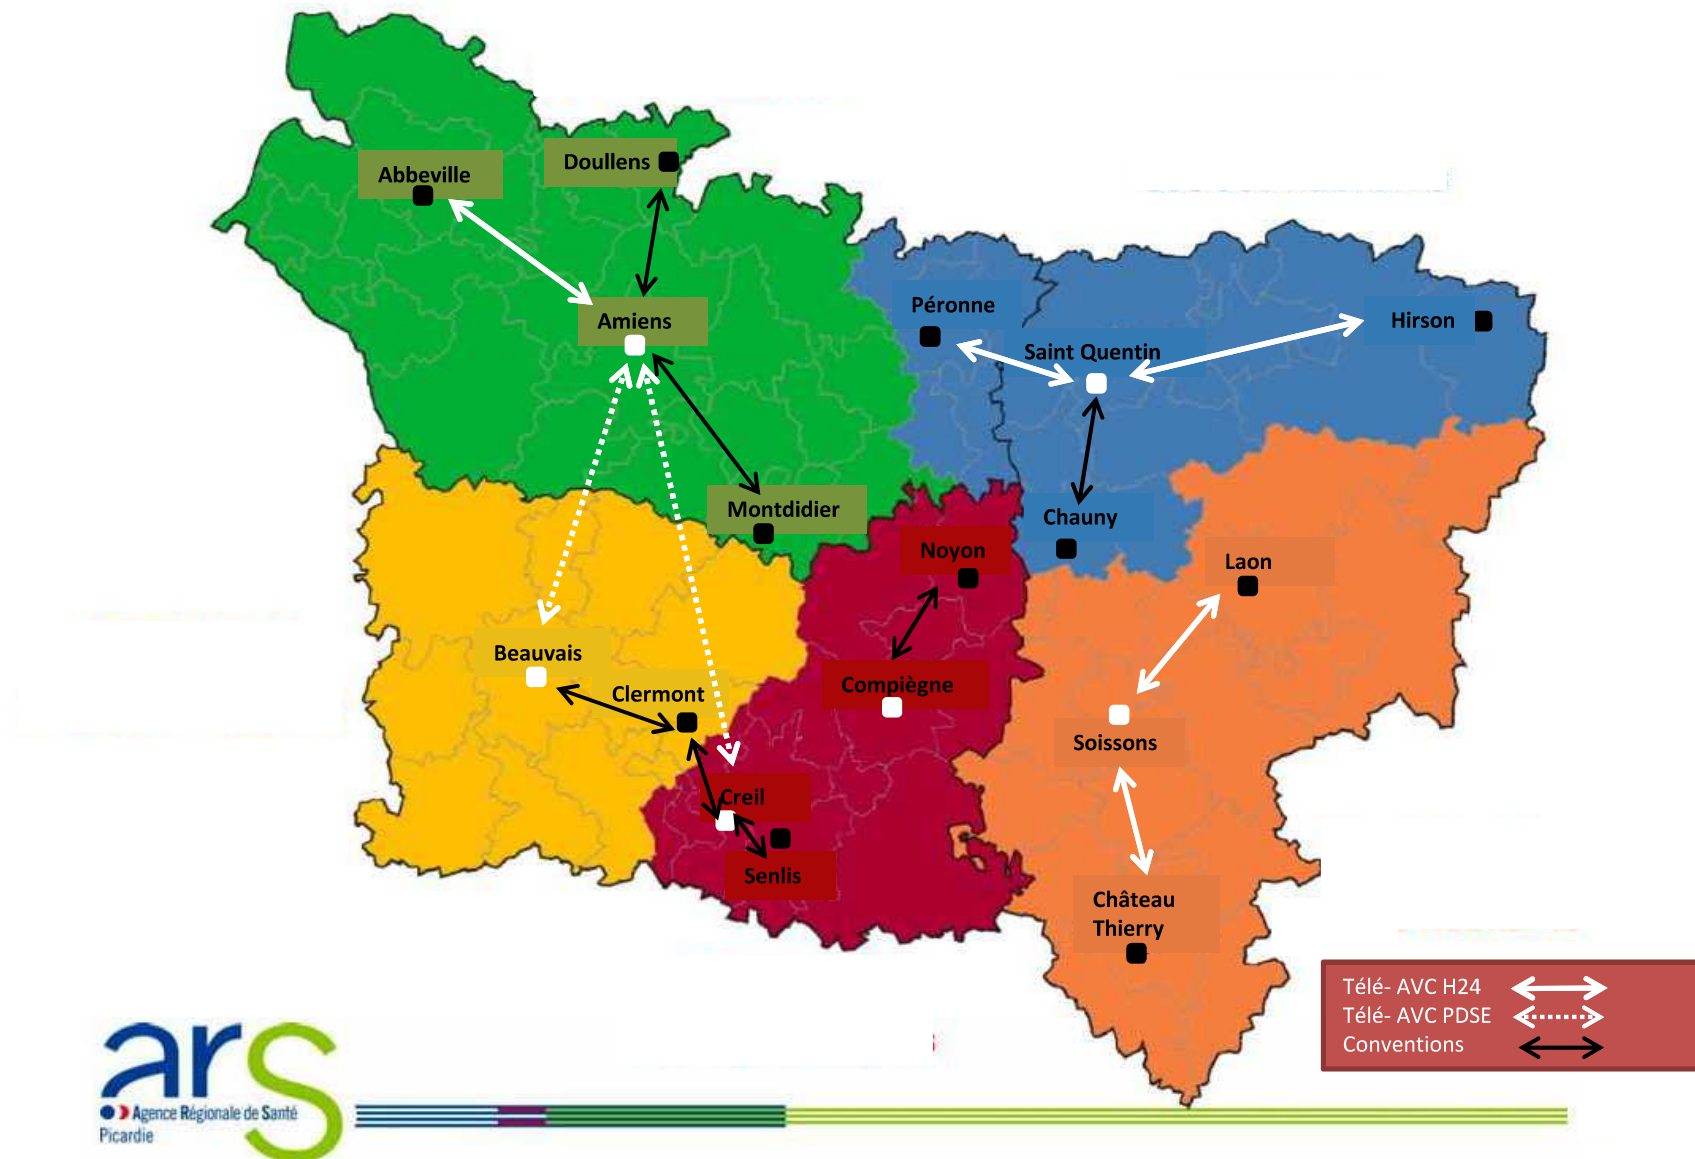 Doullens
Abbeville
Péronne
Amiens
Hirson
Saint Quentin
Montdidier
Chauny
Noyon
Laon
Beauvais
Compiègne
Clermont
Soissons
Creil
Senlis
Château
Thierry
Télé- AVC H24
Télé- AVC PDSE
Conventions
ars
Agence Régionale de Santé
Picardie